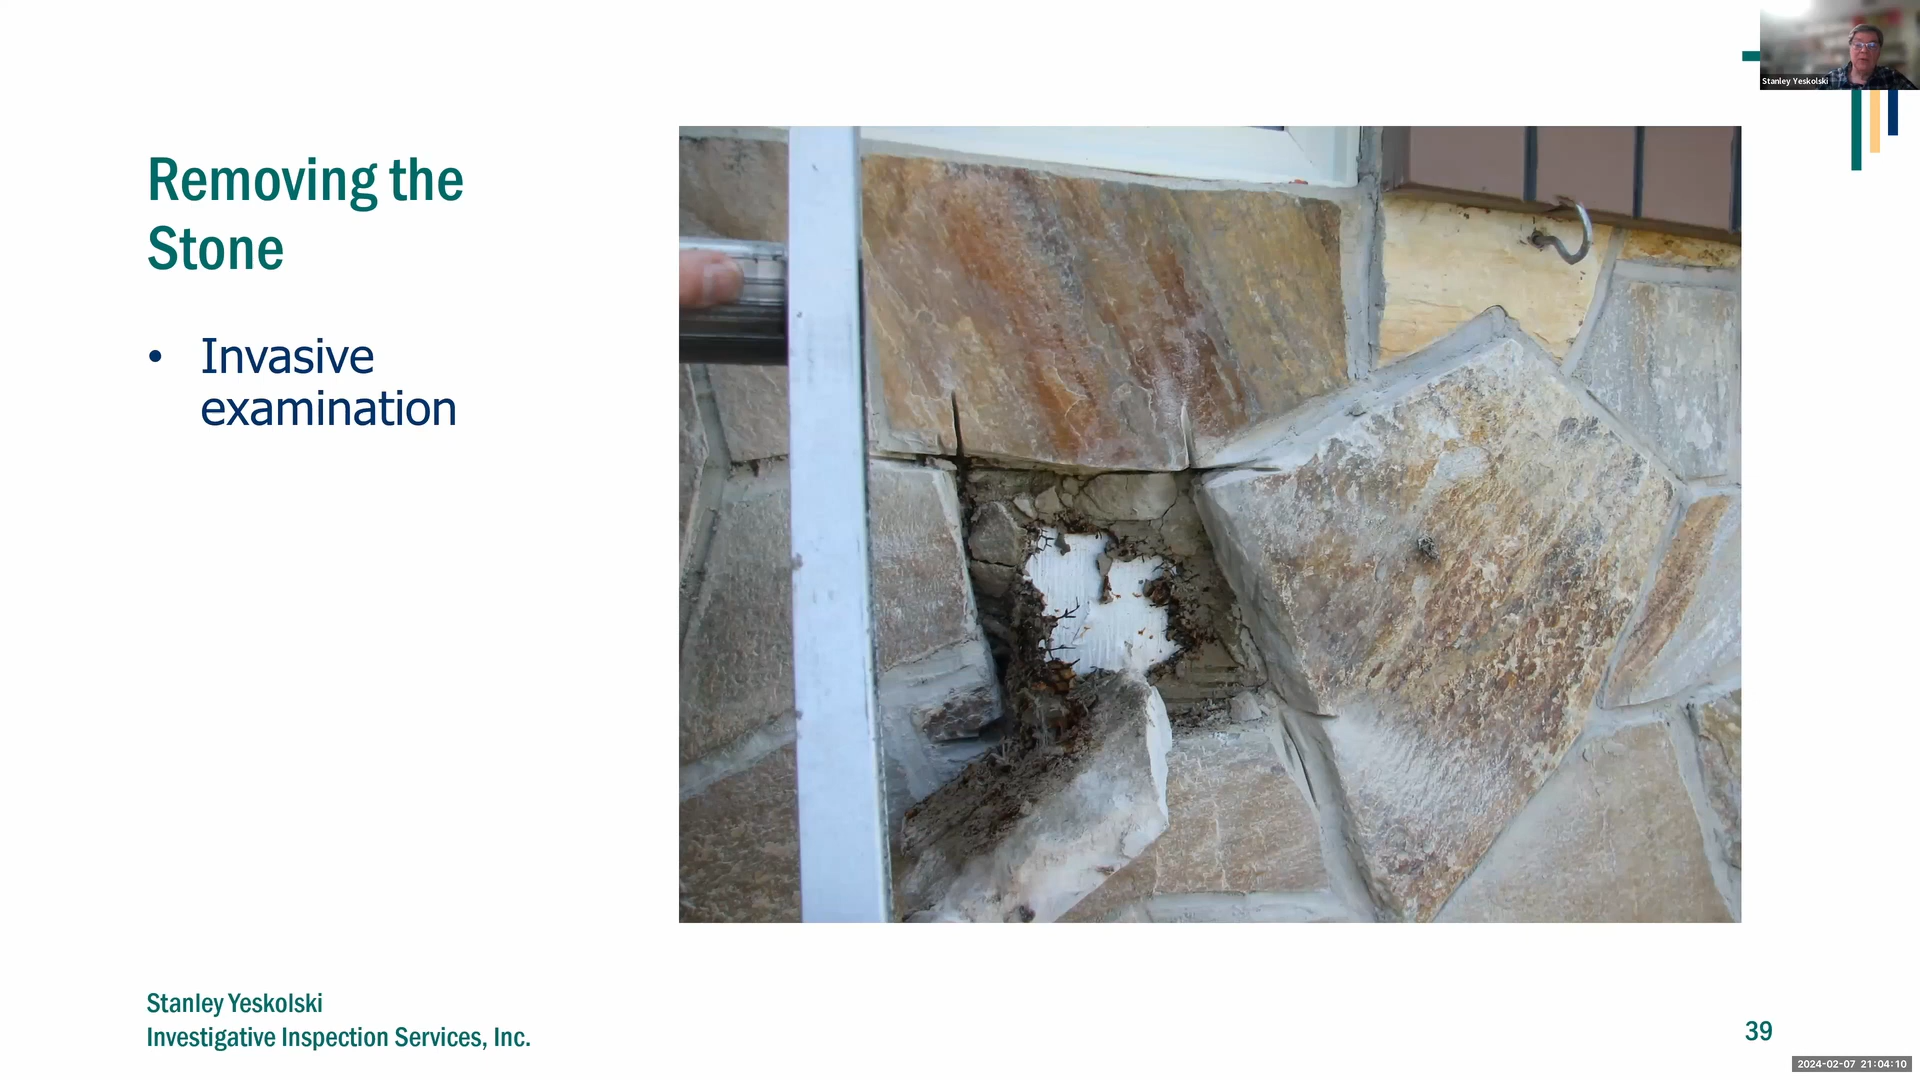 Stanley Yeskolski
Removing the
Stone
• Invasive
examination
Stanley Yeskolski
Investigative Inspection Services, Inc.
39
2024-02-07 21:04:10